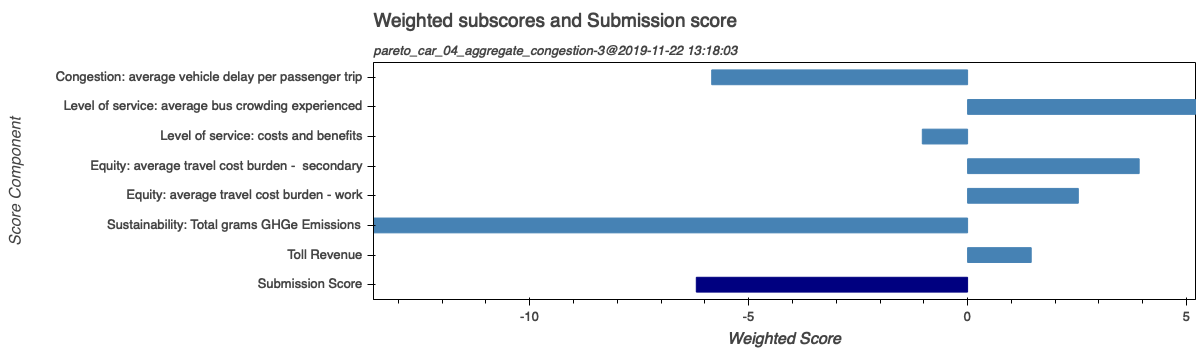 Weighted subscores and Submission score
pareto_car_04_aggregate_congestion-3@2019-11-22 13:18:03
Congestion: average vehicle delay per passenger trip
Level of service: average bus crowding experienced
Level of service: costs and benefits
Equity: average travel cost burden -  secondary
Equity: average travel cost burden - work
Sustainability: Total grams GHGe Emissions
Toll Revenue
Submission Score
Score Component
-10 -5 0 5
Weighted Score